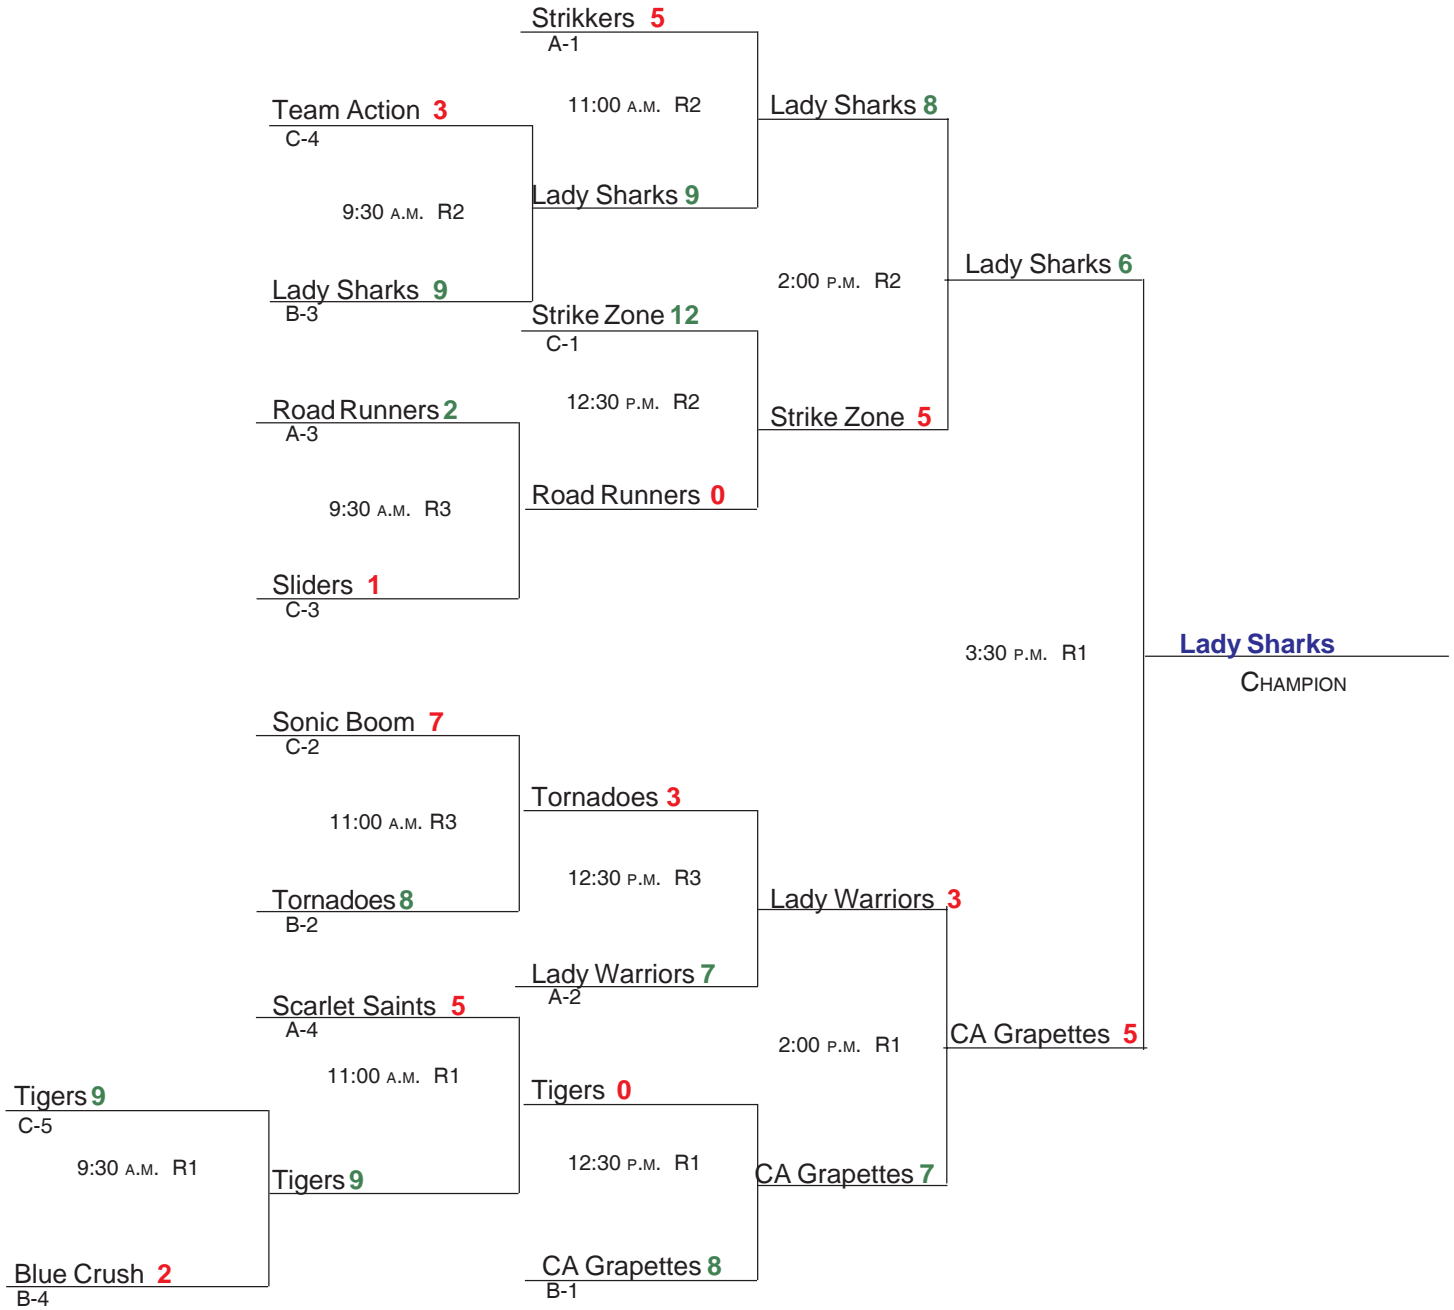 Strikkers 5
A-1
11:00 A.M. R2
Team Action 3
C-4
Lady Sharks 8
9:30 A.M. R2
Lady Sharks 9
Lady Sharks 9
B-3
2:00 P.M. R2
Lady Sharks 6
Strike Zone 12
C-1
12:30 P.M. R2
Road Runners 2
A-3
Strike Zone 5
9:30 A.M. R3
Road Runners 0
Sliders 1
C-3
3:30 P.M. R1
Lady Sharks
CHAMPION
Sonic Boom 7
C-2
Tornadoes 3
11:00 A.M. R3
12:30 P.M. R3
Tornadoes 8
B-2
Lady Warriors 3
Lady Warriors 7
A-2
Scarlet Saints 5
A-4
2:00 P.M. R1
CA Grapettes 5
11:00 A.M. R1
Tigers 9
C-5
Tigers 0
9:30 A.M. R1
Tigers 9
12:30 P.M. R1
CA Grapettes 7
Blue Crush 2
B-4
CA Grapettes 8
B-1